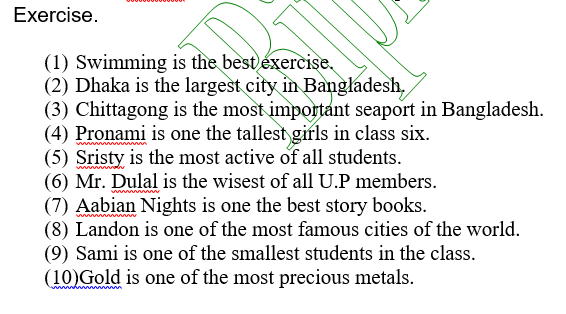 Exercise.
(1) Swimming is the best exercise.
(2) Dhaka is the largest city in Bangladesh.
(3) Chittagong is the most important seaport in Bangladesh.
(4) Pronami is one the tallest girls in class six.
(5) Sristy is the most active of all students.
(6) Mr. Dulal is the wisest of all U.P members.
(7) Aabian Nights is one the best story books.
(8) Landon is one of the most famous cities of the world.
(9) Sami is one of the smallest students in the class.
(10)Gold is one of the most precious metals.